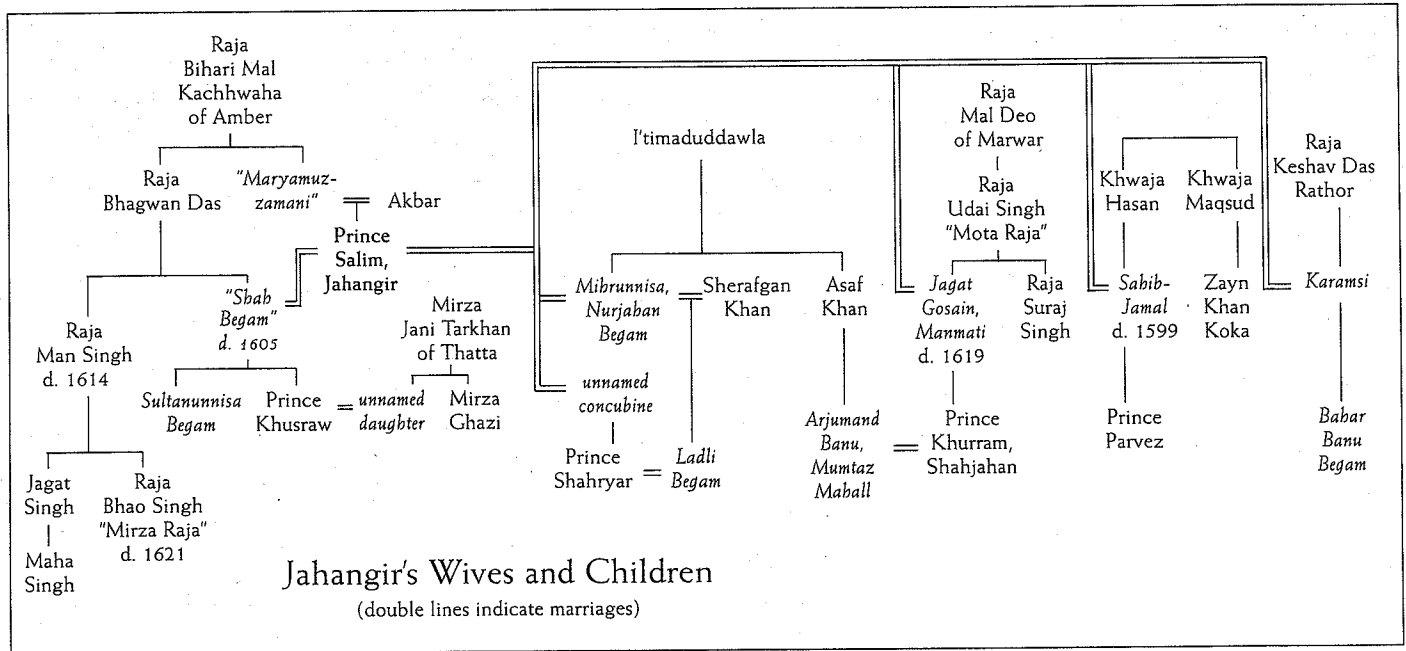 Raja
Bihari Mal
Kachhwaha
of Amber
Raja
Bhagwan Das
"Maryamuz-
zamani"
Akbar
Prince
Salim,
Jahangir
Raja
Man Singh
d. 1614
"Shah
Begam"
d. 1605
Mirza
Jani Tarkhan
of Thatta
Sultanunnisa
Begam
Prince
Khusraw
unnamed
daughter
Mirza
Ghazi
Jagat
Singh
Raja
Bhao Singh
"Mirza Raja"
d. 1621
Maha
Singh
I'timaduddawla
Mihrunnisa,
Nurjahan
Begam
Sherafgan
Khan
Asaf
Khan
unnamed
concubine
Prince
Shahryar
Ladli
Begam
Arjumand
Banu,
Mumtaz
Mahall
Raja
Mal Deo
of Marwar
Raja
Udai Singh
"Mota Raja"
Jagat
Gosain,
Manmati
d. 1619
Raja
Suraj
Singh
Prince
Khurram,
Shahjahan
Khwaja
Hasan
Khwaja
Maqsud
Sahib-
Jamal
d. 1599
Zayn
Khan
Koka
Prince
Parvez
Raja
Keshav Das
Rathor
Karamsi
Bahar
Banu
Begam
Jahangir's Wives and Children
(double lines indicate marriages)